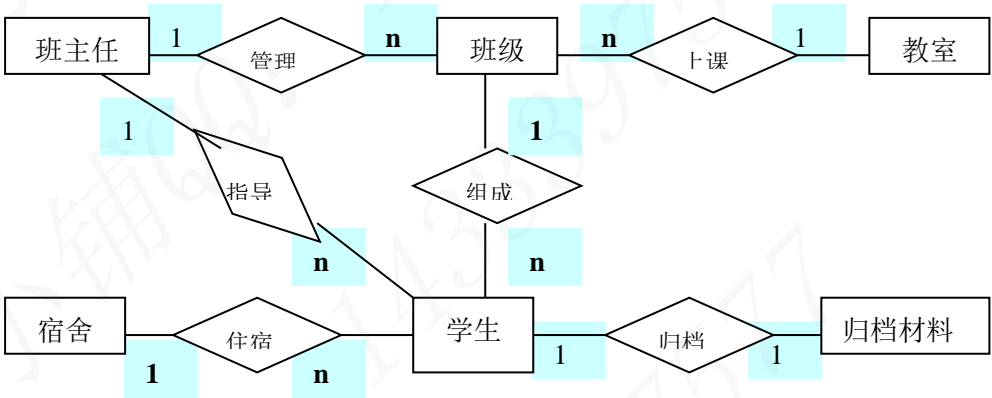 班主任 1 管理 n 班级 n 上课 1 教室
1 1
指导 组成
n n
宿舍 住宿 学生 归档 归档材料
1 n 1 1